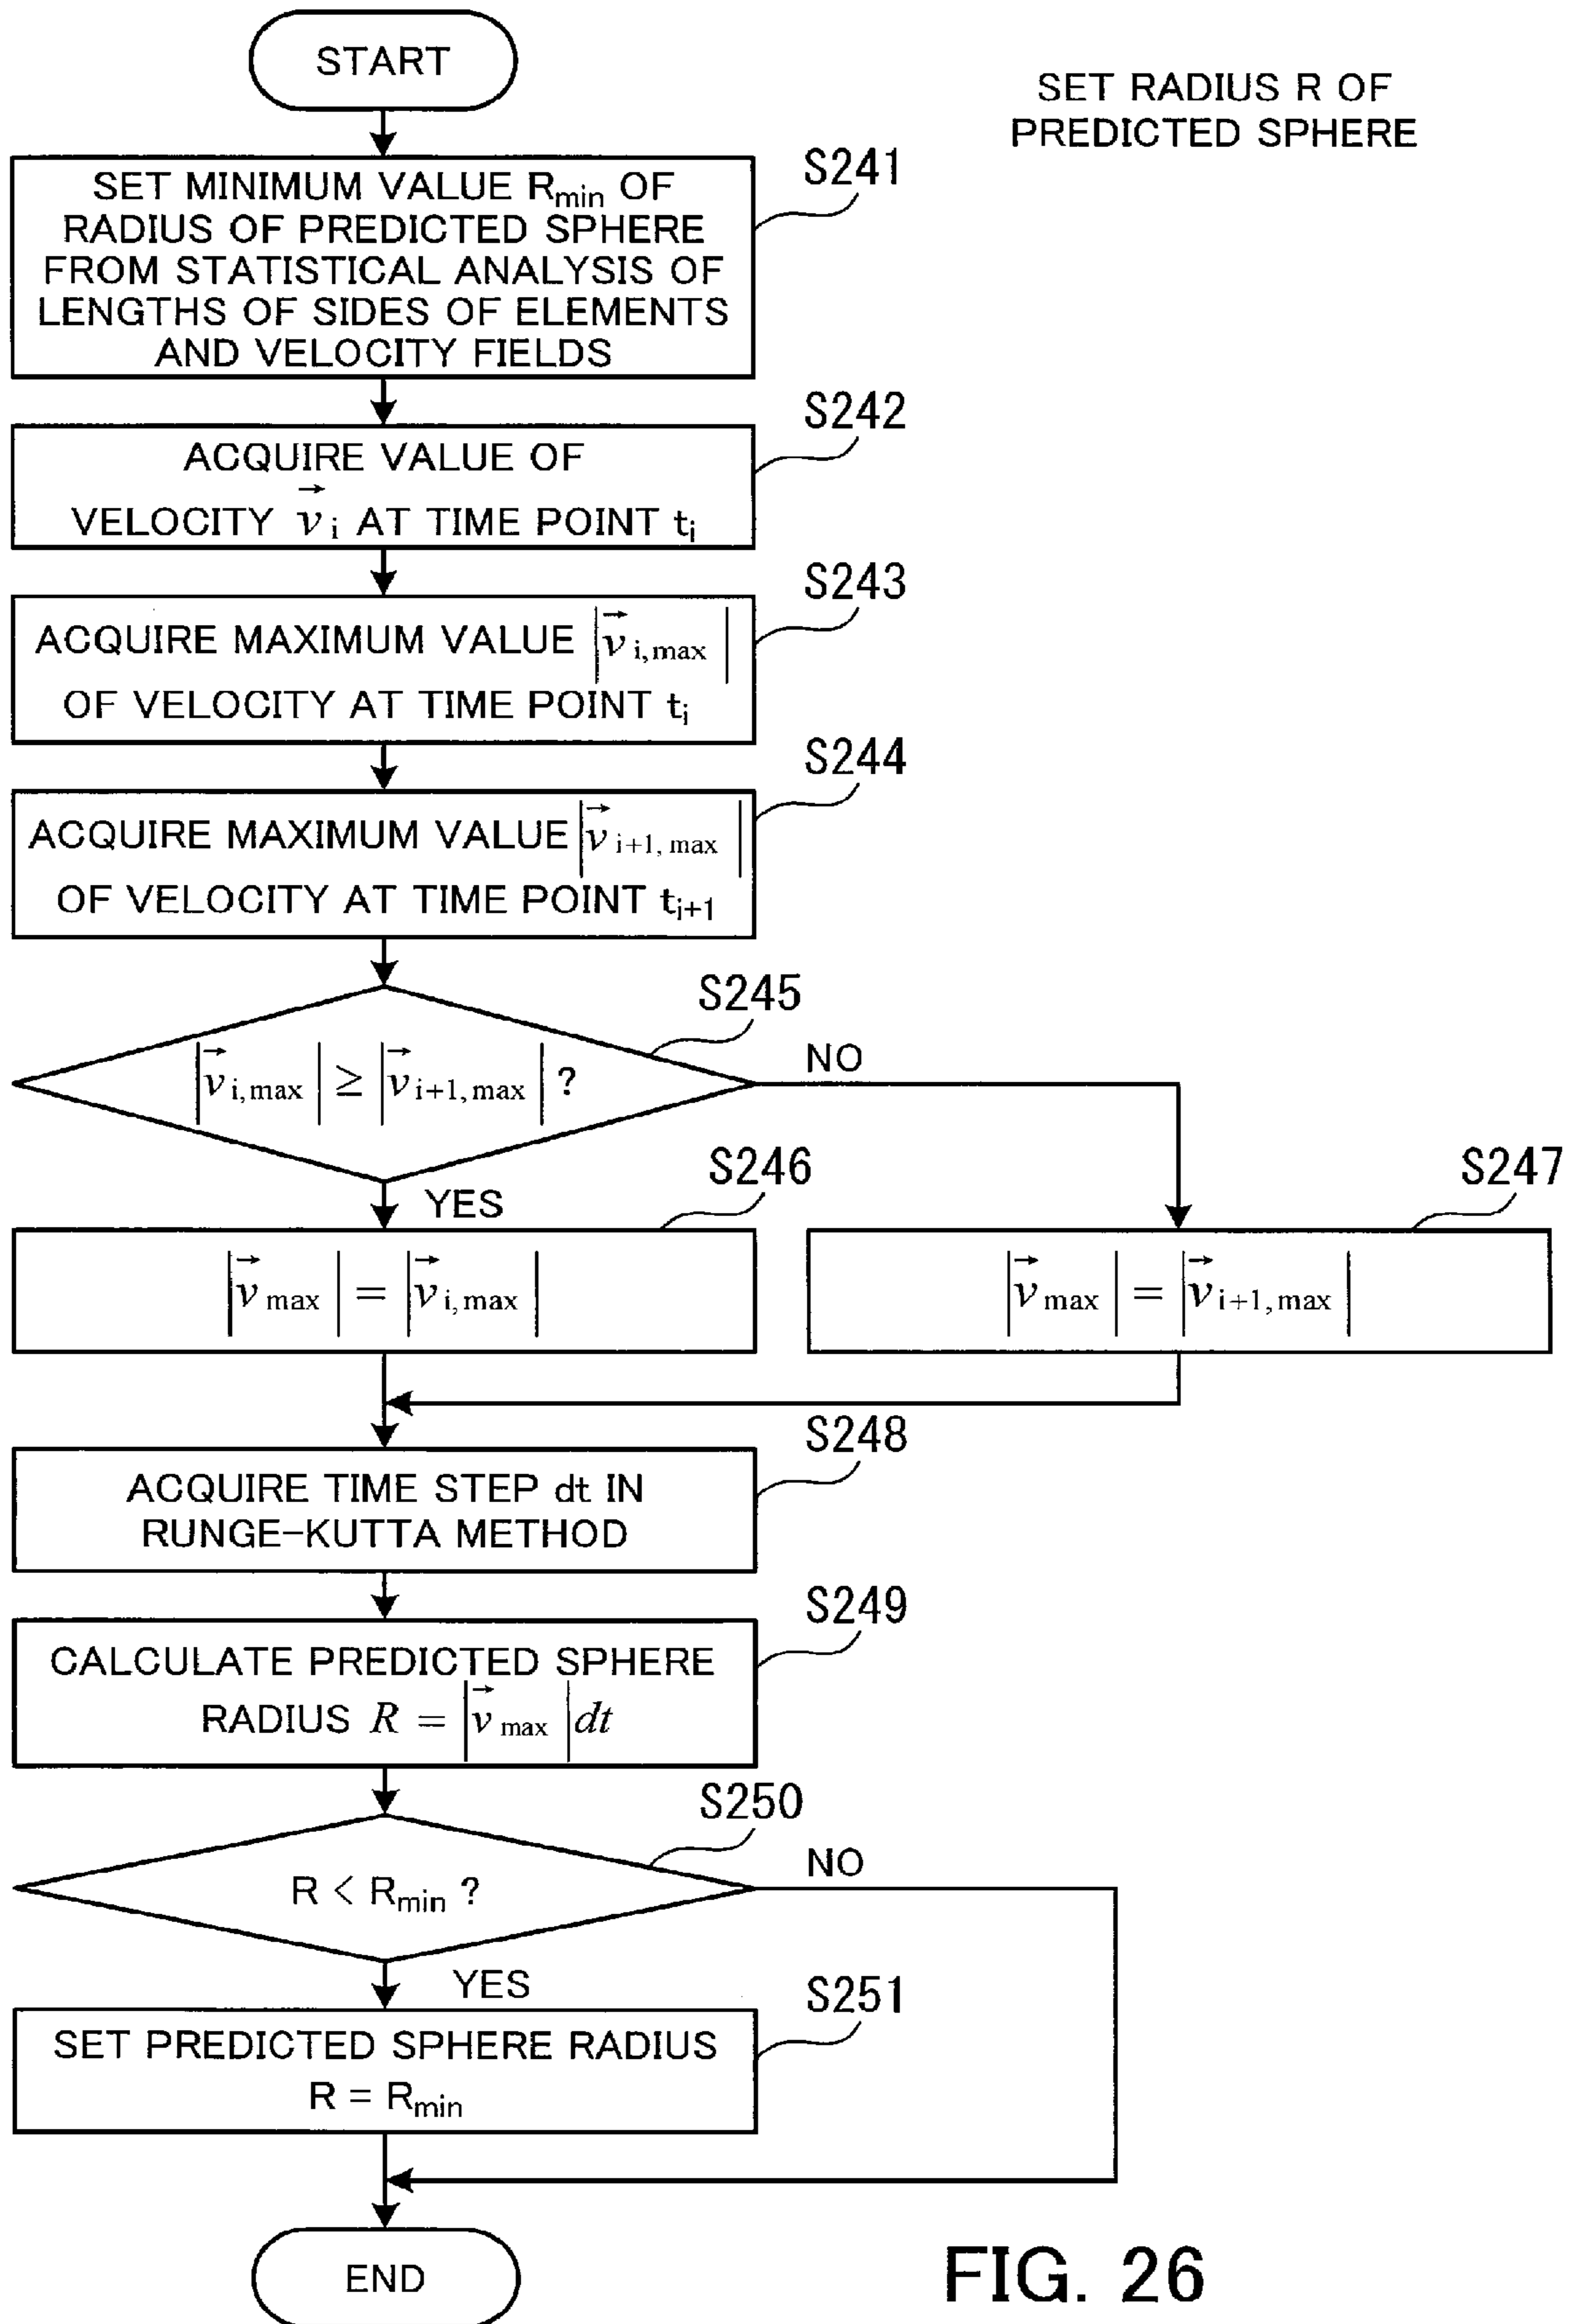 START
SET RADIUS R OF
PREDICTED SPHERE
S241
SET MINIMUM VALUE Rmin OF
RADIUS OF PREDICTED SPHERE
FROM STATISTICAL ANALYSIS OF
LENGTHS OF SIDES OF ELEMENTS
AND VELOCITY FIELDS
S242
ACQUIRE VALUE OF
VELOCITY v⃗i AT TIME POINT ti
S243
ACQUIRE MAXIMUM VALUE |v⃗i,max|
OF VELOCITY AT TIME POINT ti
S244
ACQUIRE MAXIMUM VALUE |v⃗i+1,max|
OF VELOCITY AT TIME POINT ti+1
S245
|v⃗i,max| ≥ |v⃗i+1,max| ?
NO
YES
S246
|v⃗max| = |v⃗i,max|
S247
|v⃗max| = |v⃗i+1,max|
S248
ACQUIRE TIME STEP dt IN
RUNGE-KUTTA METHOD
S249
CALCULATE PREDICTED SPHERE
RADIUS R = |v⃗max|dt
S250
R < Rmin ?
NO
YES
S251
SET PREDICTED SPHERE RADIUS
R = Rmin
END
FIG. 26